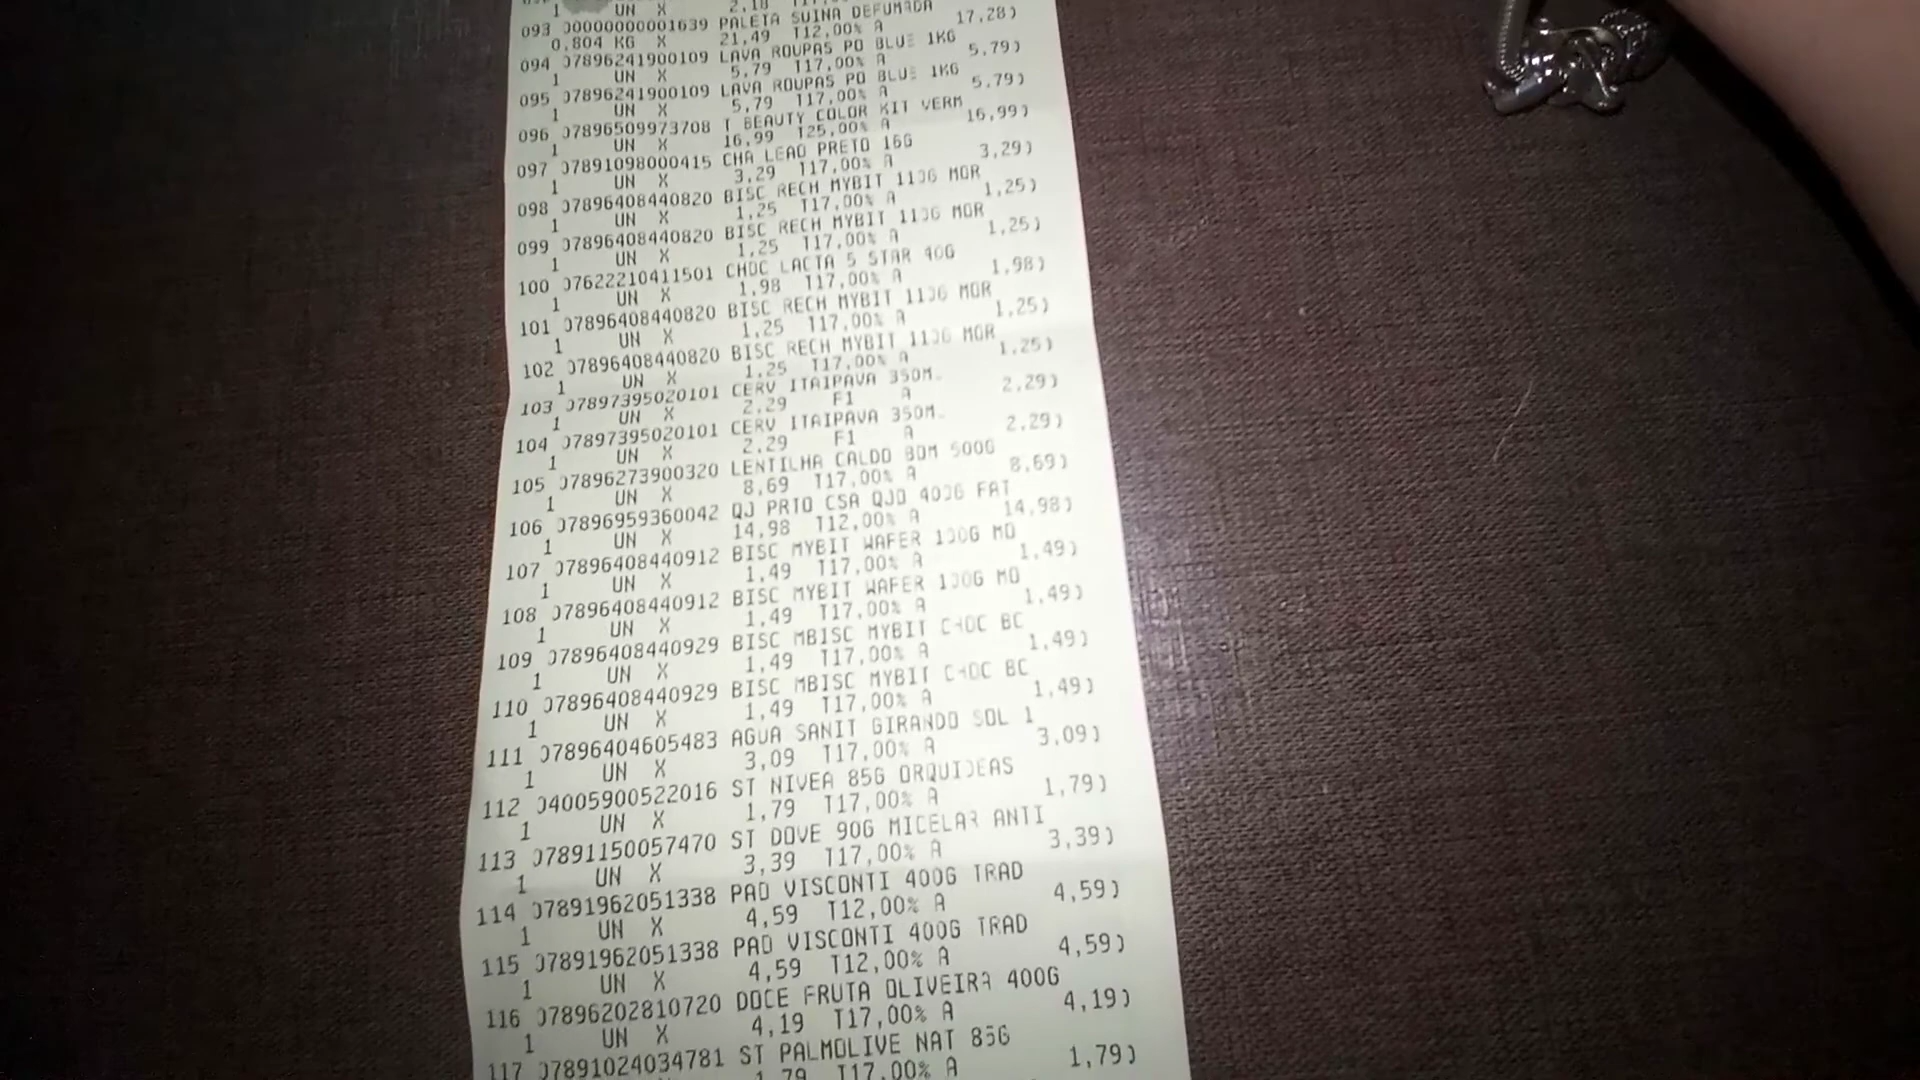 1 UN X 2,18
093 00000000001639 PALETA SUINA DEFUMADA
0,804 KG X 21,49 T12,00% A 17,28)
094 07896241900109 LAVA ROUPAS PO BLUE 1KG
1 UN X 5,79 T17,00% A 5,79)
095 07896241900109 LAVA ROUPAS PO BLUE 1KG
1 UN X 5,79 T17,00% A 5,79)
096 07896509973708 T BEAUTY COLOR KIT VERM
1 UN X 16,99 T25,00% A 16,99)
097 07891098000415 CHA LEAO PRETO 16G
1 UN X 3,29 T17,00% A 3,29)
098 07896408440820 BISC RECH MYBIT 110G MOR
1 UN X 1,25 T17,00% A 1,25)
099 07896408440820 BISC RECH MYBIT 110G MOR
1 UN X 1,25 T17,00% A 1,25)
100 07622210411501 CHOC LACTA 5 STAR 40G
1 UN X 1,98 T17,00% A 1,98)
101 07896408440820 BISC RECH MYBIT 110G MOR
1 UN X 1,25 T17,00% A 1,25)
102 07896408440820 BISC RECH MYBIT 110G MOR
1 UN X 1,25 T17,00% A 1,25)
103 07897395020101 CERV ITAIPAVA 350ML
1 UN X 2,29 F1 A 2,29)
104 07897395020101 CERV ITAIPAVA 350ML
1 UN X 2,29 F1 A 2,29)
105 07896273900320 LENTILHA CALDO BOM 500G
1 UN X 8,69 T17,00% A 8,69)
106 07896959360042 QJ PRTO CSA QJO 400G FAT
1 UN X 14,98 T12,00% A 14,98)
107 07896408440912 BISC MYBIT WAFER 100G MO
1 UN X 1,49 T17,00% A 1,49)
108 07896408440912 BISC MYBIT WAFER 100G MO
1 UN X 1,49 T17,00% A 1,49)
109 07896408440929 BISC MBISC MYBIT CHOC BC
1 UN X 1,49 T17,00% A 1,49)
110 07896408440929 BISC MBISC MYBIT CHOC BC
1 UN X 1,49 T17,00% A 1,49)
111 07896404605483 AGUA SANIT GIRANDO SOL 1
1 UN X 3,09 T17,00% A 3,09)
112 04005900522016 ST NIVEA 85G ORQUIDEAS
1 UN X 1,79 T17,00% A 1,79)
113 07891150057470 ST DOVE 90G MICELAR ANTI
1 UN X 3,39 T17,00% A 3,39)
114 07891962051338 PAO VISCONTI 400G TRAD
1 UN X 4,59 T12,00% A 4,59)
115 07891962051338 PAO VISCONTI 400G TRAD
1 UN X 4,59 T12,00% A 4,59)
116 07896202810720 DOCE FRUTA OLIVEIRA 400G
1 UN X 4,19 T17,00% A 4,19)
117 07891024034781 ST PALMOLIVE NAT 85G
1,79 T17,00% A 1,79)